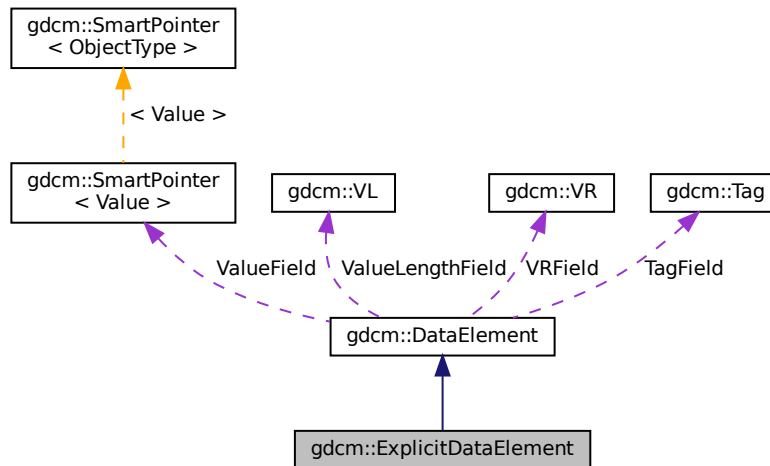 gdcm::SmartPointer
< ObjectType >
< Value >
gdcm::SmartPointer
< Value >
gdcm::VL
gdcm::VR
gdcm::Tag
ValueField
ValueLengthField
VRField
TagField
gdcm::DataElement
gdcm::ExplicitDataElement